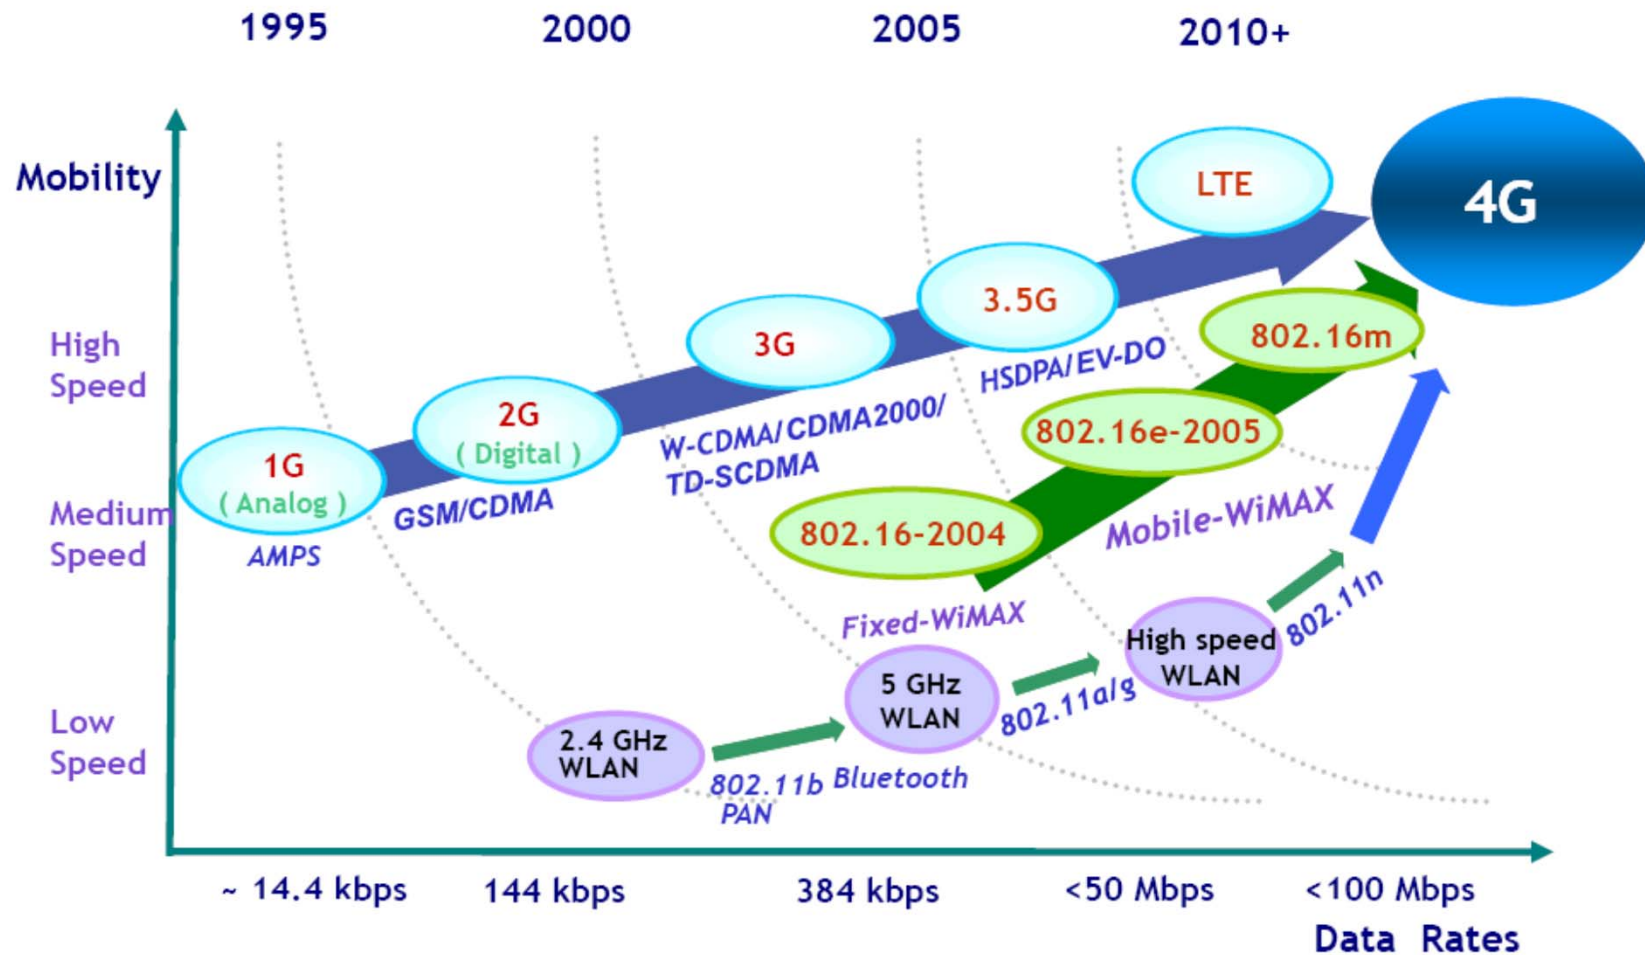 1995 2000 2005 2010+
Mobility
High
Speed
Medium
Speed
Low
Speed
LTE
4G
3.5G
3G
802.16m
HSDPA/EV-DO
2G
( Digital )
W-CDMA/CDMA2000/
TD-SCDMA
802.16e-2005
1G
( Analog )
GSM/CDMA
AMPS
802.16-2004
Mobile-WiMAX
Fixed-WiMAX
802.11n
High speed
WLAN
5 GHz
WLAN
802.11a/g
2.4 GHz
WLAN
802.11b
PAN
Bluetooth
~ 14.4 kbps 144 kbps 384 kbps <50 Mbps <100 Mbps
Data Rates